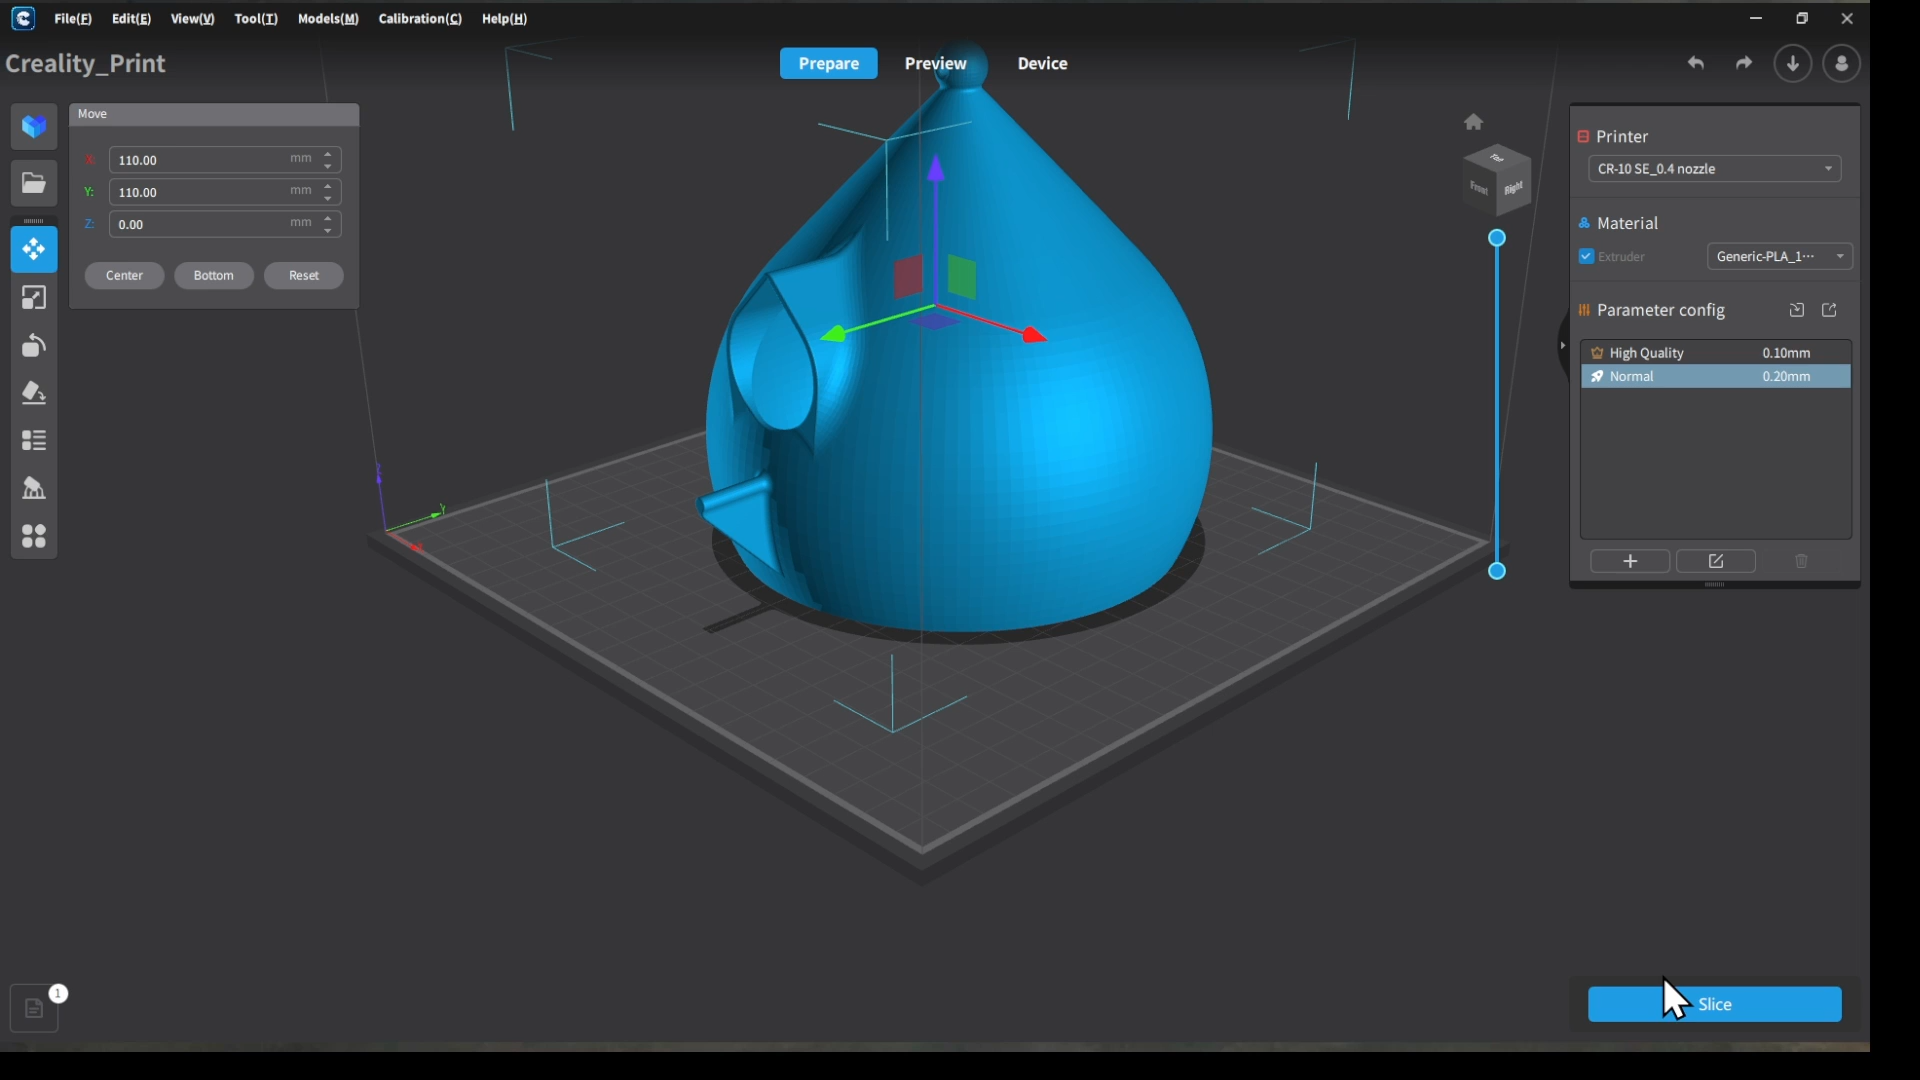 File(F) Edit(E) View(V) Tool(T) Models(M) Calibration(C) Help(H)
Creality_Print
Prepare Preview Device
Move
X: 110.00 mm
Y: 110.00 mm
Z: 0.00 mm
Center Bottom Reset
Z
Y
X
Front Right
Printer
CR-10 SE_0.4 nozzle
Material
Extruder Generic-PLA_1···
Parameter config
High Quality 0.10mm
Normal 0.20mm
1
Slice